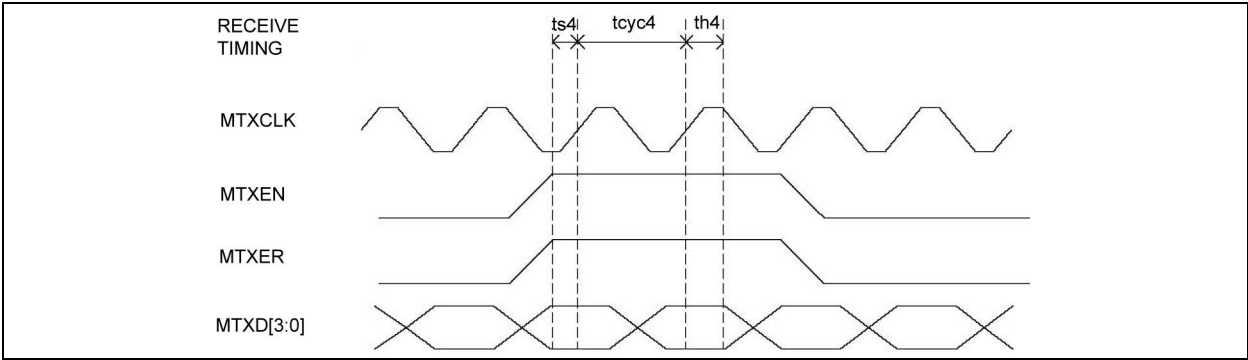 RECEIVE
TIMING
ts4 tcyc4 th4
MTXCLK
MTXEN
MTXER
MTXD[3:0]